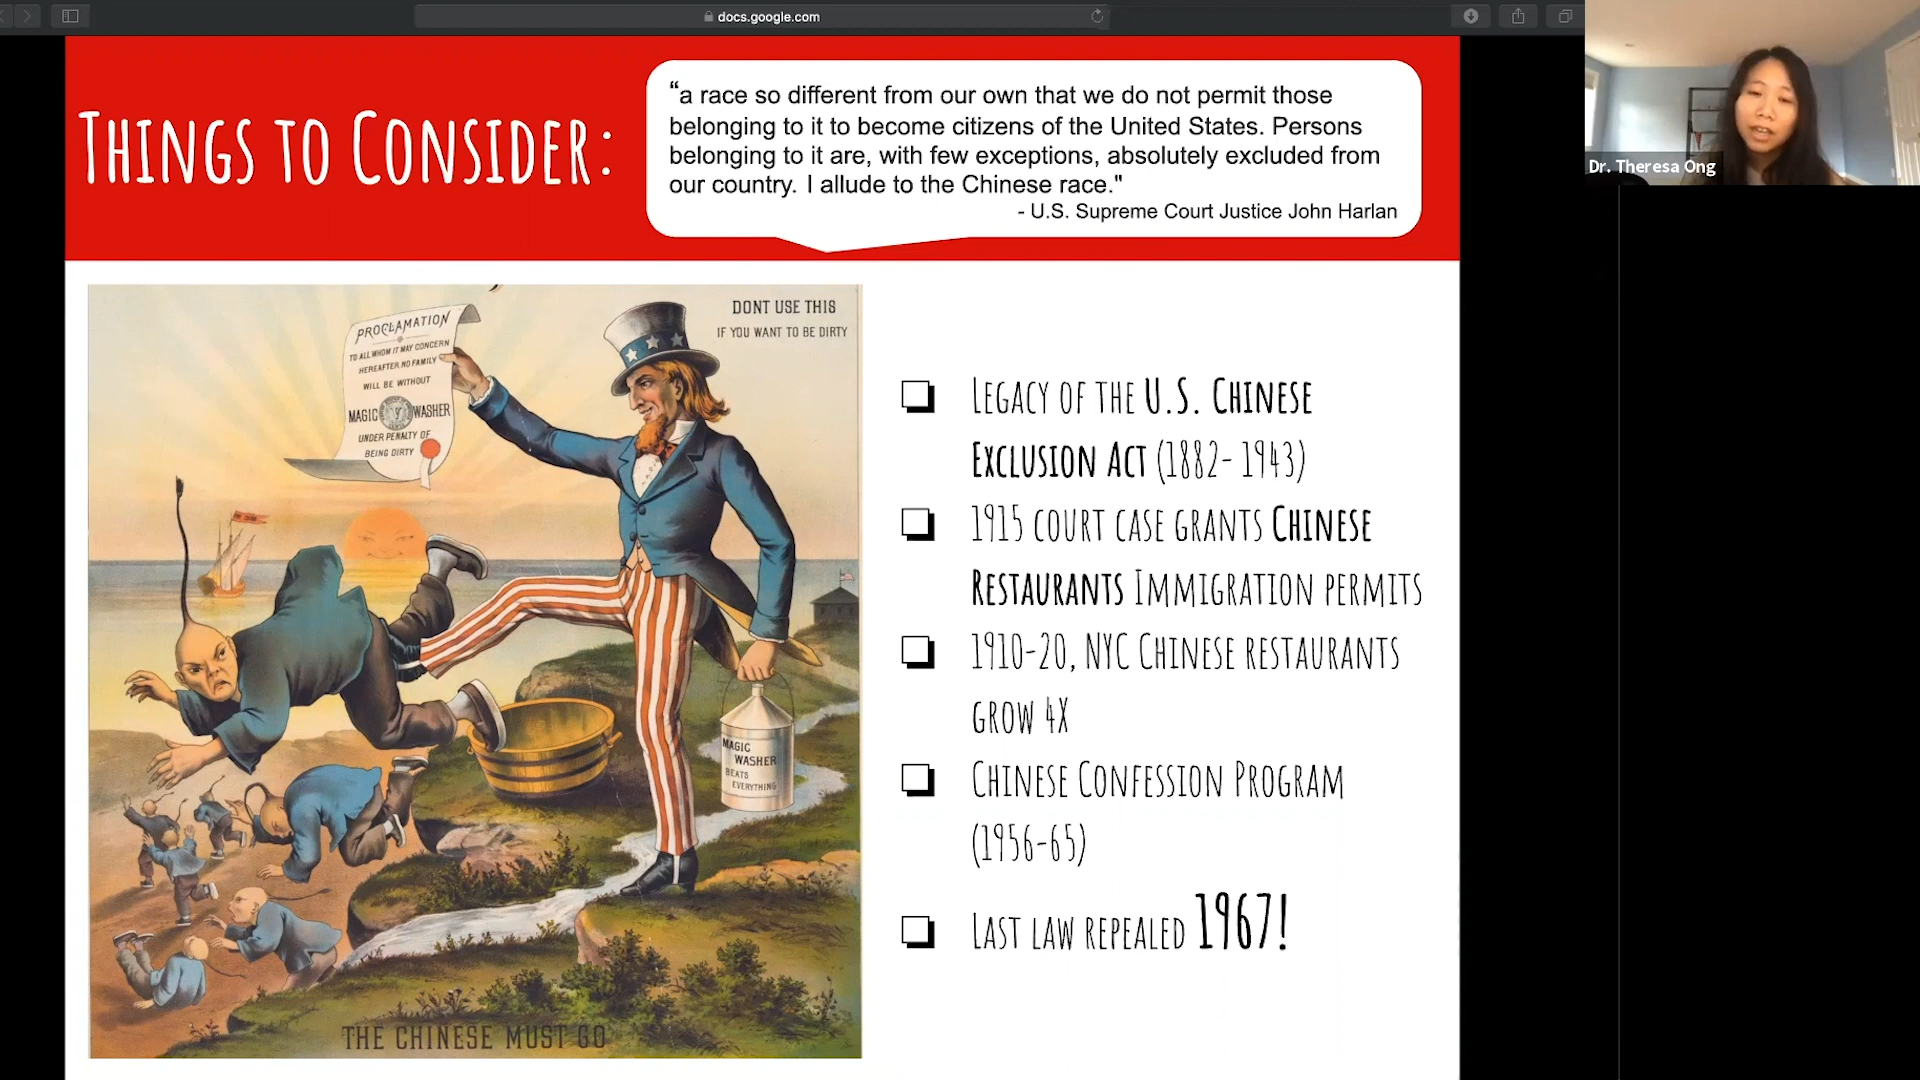 docs.google.com
THINGS TO CONSIDER:
“a race so different from our own that we do not permit those
belonging to it to become citizens of the United States. Persons
belonging to it are, with few exceptions, absolutely excluded from
our country. I allude to the Chinese race."
- U.S. Supreme Court Justice John Harlan
Dr. Theresa Ong
DONT USE THIS
IF YOU WANT TO BE DIRTY
PROCLAMATION
TO ALL WHOM IT MAY CONCERN
HEREAFTER NO FAMILY
WILL BE WITHOUT
MAGIC WASHER
UNDER PENALTY OF
BEING DIRTY
MAGIC
WASHER
BEATS
EVERYTHING
THE CHINESE MUST GO
LEGACY OF THE U.S. CHINESE
EXCLUSION ACT (1882- 1943)
1915 COURT CASE GRANTS CHINESE
RESTAURANTS IMMIGRATION PERMITS
1910-20, NYC CHINESE RESTAURANTS
GROW 4X
CHINESE CONFESSION PROGRAM
(1956-65)
LAST LAW REPEALED 1967!